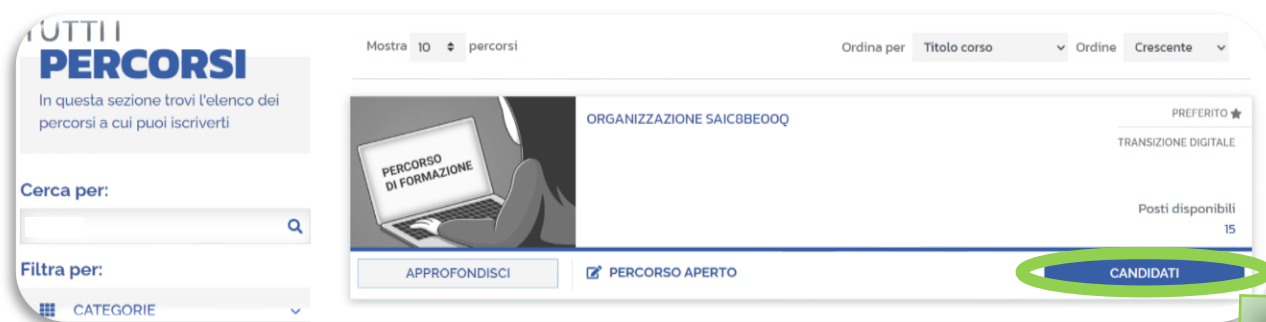 TUTTI I
PERCORSI
In questa sezione trovi l'elenco dei
percorsi a cui puoi iscriverti
Cerca per:
Filtra per:
CATEGORIE
Mostra 10 percorsi
Ordina per Titolo corso Ordine Crescente
PERCORSO
DI FORMAZIONE
ORGANIZZAZIONE SAIC8BE00Q
PREFERITO
TRANSIZIONE DIGITALE
Posti disponibili
15
APPROFONDISCI
PERCORSO APERTO
CANDIDATI